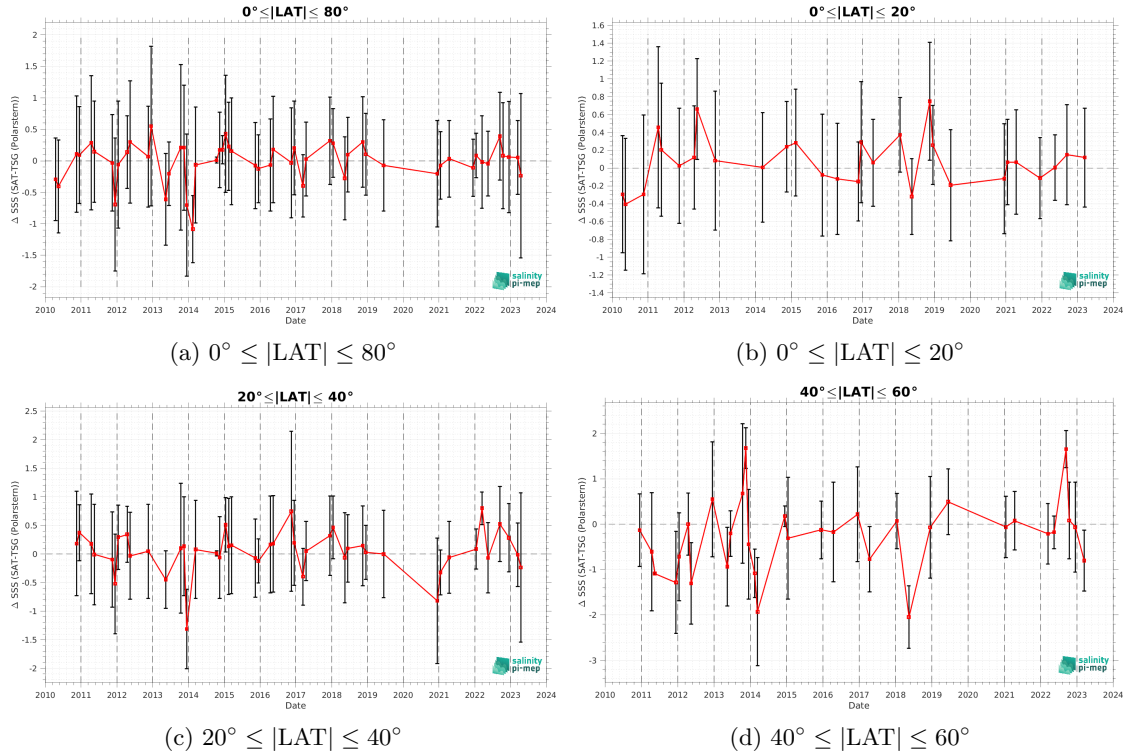 0°≤|LAT|≤ 80°
Δ SSS (SAT-TSG (Polarstern))
2
1.5
1
0.5
0
-0.5
-1
-1.5
-2
2010 2011 2012 2013 2014 2015 2016 2017 2018 2019 2020 2021 2022 2023 2024
Date
salinity
pi-mep
(a) 0° ≤ |LAT| ≤ 80°
0°≤|LAT|≤ 20°
Δ SSS (SAT-TSG (Polarstern))
1.6
1.4
1.2
1
0.8
0.6
0.4
0.2
0
-0.2
-0.4
-0.6
-0.8
-1
-1.2
-1.4
2010 2011 2012 2013 2014 2015 2016 2017 2018 2019 2020 2021 2022 2023 2024
Date
salinity
pi-mep
(b) 0° ≤ |LAT| ≤ 20°
20°≤|LAT|≤ 40°
Δ SSS (SAT-TSG (Polarstern))
2.5
2
1.5
1
0.5
0
-0.5
-1
-1.5
-2
2010 2011 2012 2013 2014 2015 2016 2017 2018 2019 2020 2021 2022 2023 2024
Date
salinity
pi-mep
(c) 20° ≤ |LAT| ≤ 40°
40°≤|LAT|≤ 60°
Δ SSS (SAT-TSG (Polarstern))
2
1
0
-1
-2
-3
2010 2011 2012 2013 2014 2015 2016 2017 2018 2019 2020 2021 2022 2023 2024
Date
salinity
pi-mep
(d) 40° ≤ |LAT| ≤ 60°